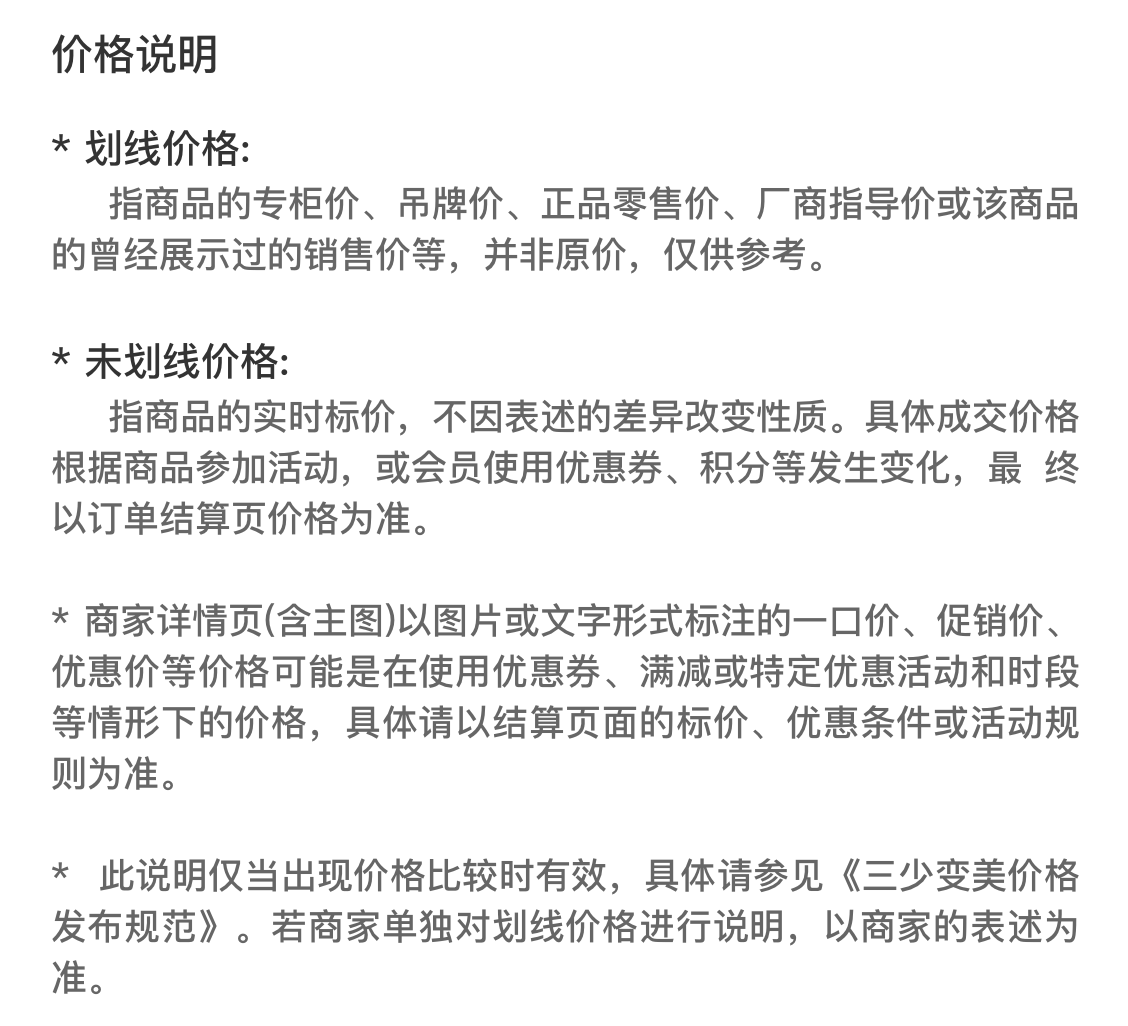 价格说明
* 划线价格:
指商品的专柜价、吊牌价、正品零售价、厂商指导价或该商品
的曾经展示过的销售价等，并非原价，仅供参考。
* 未划线价格:
指商品的实时标价，不因表述的差异改变性质。具体成交价格
根据商品参加活动，或会员使用优惠券、积分等发生变化，最 终
以订单结算页价格为准。
* 商家详情页(含主图)以图片或文字形式标注的一口价、促销价、
优惠价等价格可能是在使用优惠券、满减或特定优惠活动和时段
等情形下的价格，具体请以结算页面的标价、优惠条件或活动规
则为准。
* 此说明仅当出现价格比较时有效，具体请参见《三少变美价格
发布规范》。若商家单独对划线价格进行说明，以商家的表述为
准。